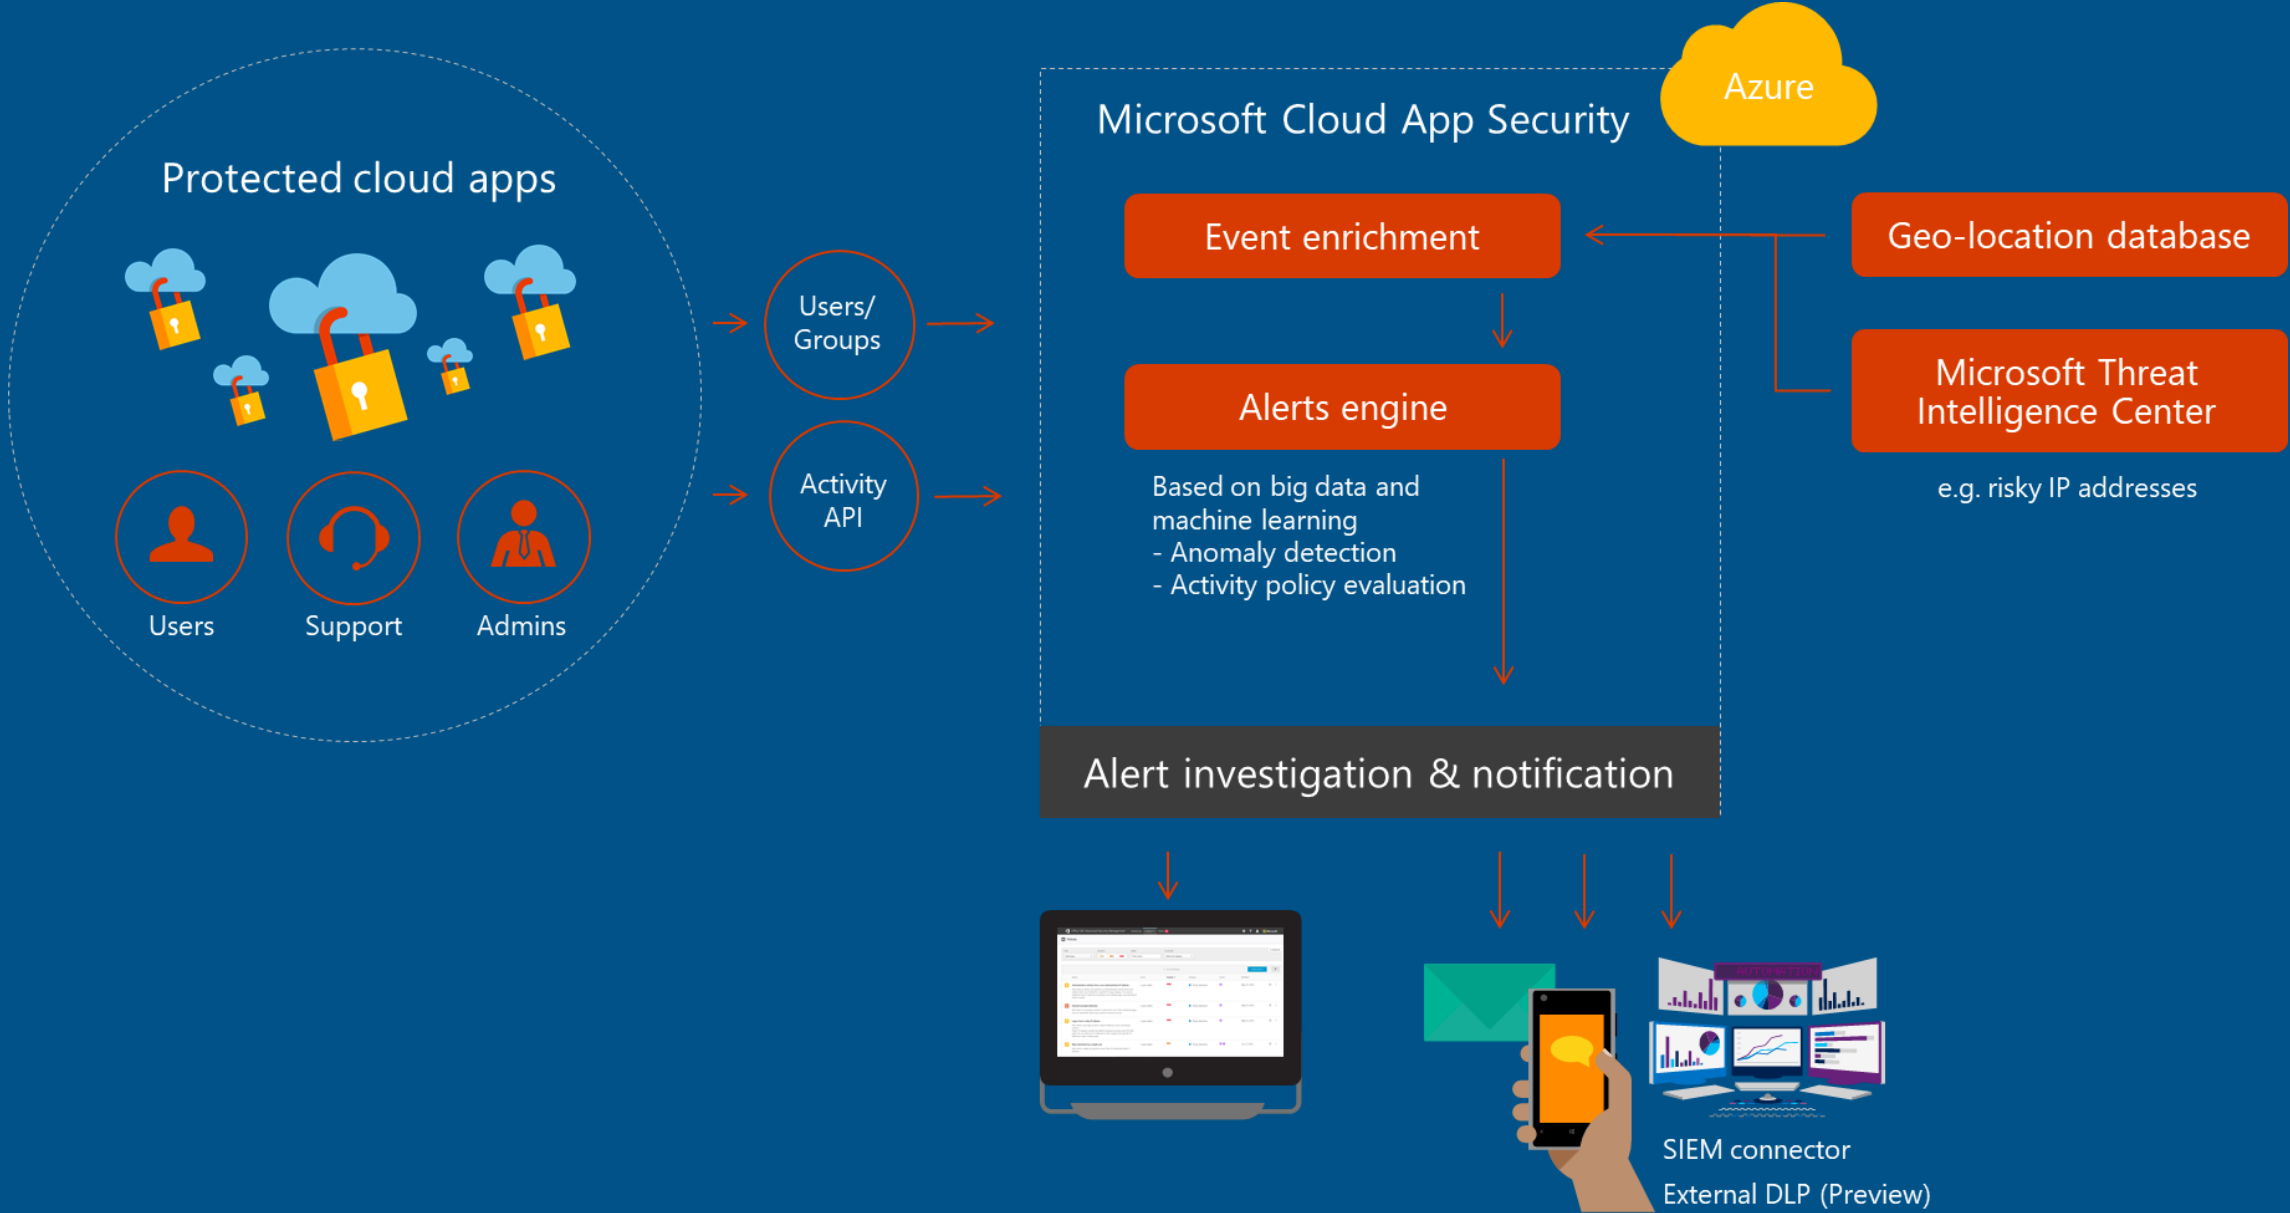 Azure
Microsoft Cloud App Security
Protected cloud apps
Users
Support
Admins
Users/
Groups
Activity
API
Event enrichment
Alerts engine
Based on big data and
machine learning
- Anomaly detection
- Activity policy evaluation
Geo-location database
Microsoft Threat
Intelligence Center
e.g. risky IP addresses
Alert investigation & notification
AUTOMATION
SIEM connector
External DLP (Preview)